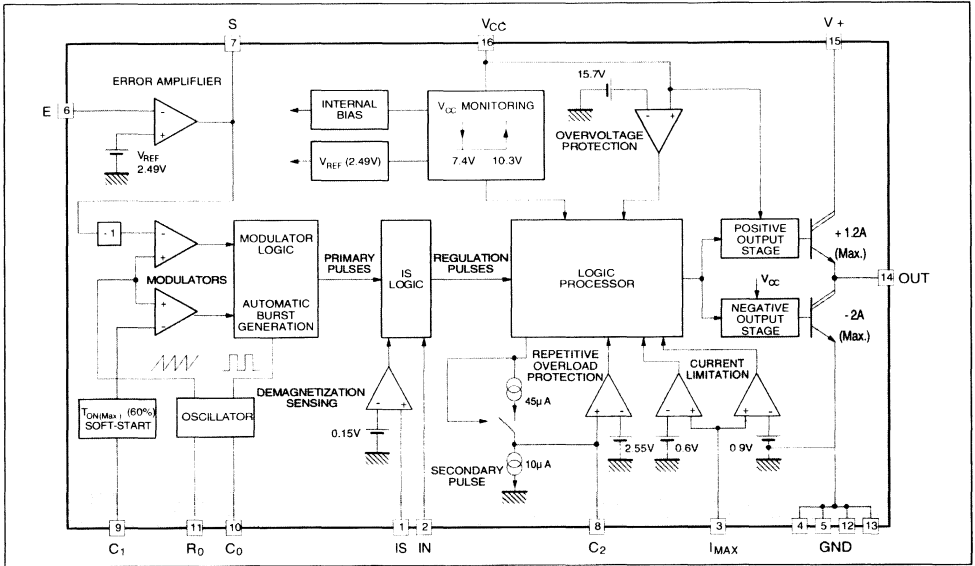 S
VCC
V +
7
16
15
ERROR AMPLIFLIER
E
6
-
+
VREF
2.49V
INTERNAL
BIAS
VREF (2.49V)
VCC MONITORING
7.4V
10.3V
15.7V
-
+
OVERVOLTAGE
PROTECTION
- 1
-
+
MODULATORS
+
-
MODULATOR
LOGIC
AUTOMATIC
BURST
GENERATION
PRIMARY
PULSES
IS
LOGIC
REGULATION
PULSES
LOGIC
PROCESSOR
POSITIVE
OUTPUT
STAGE
+ 1.2A
(Max.)
14
OUT
VCC
NEGATIVE
OUTPUT
STAGE
- 2A
(Max.)
TON(Max.) (60%)
SOFT-START
OSCILLATOR
DEMAGNETIZATION
SENSING
-
+
0.15V
REPETITIVE
OVERLOAD
PROTECTION
45µA
SECONDARY
PULSE
10µA
+
-
2.55V
CURRENT
LIMITATION
-
+
0.6V
+
-
0.9V
9
11
10
1
2
8
3
4
5
12
13
C1
R0
C0
IS
IN
C2
IMAX
GND